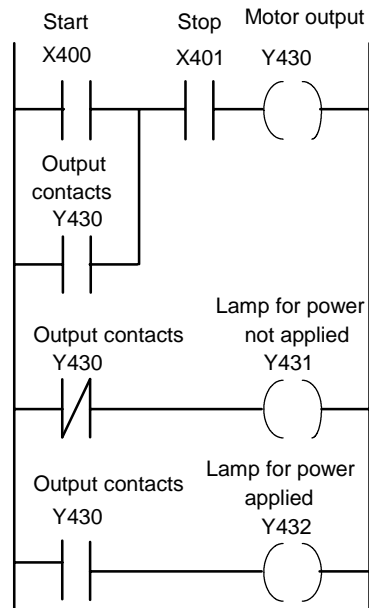 Start Stop Motor output
X400 X401 Y430
Output
contacts
Y430
Lamp for power
not applied
Output contacts
Y430 Y431
Lamp for power
applied
Output contacts
Y430 Y432